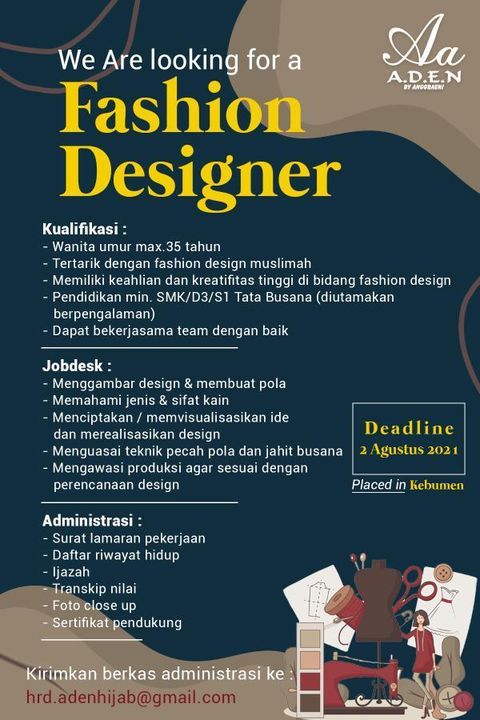 We Are looking for a
Aa
A.D.E.N
BY ANGGRAENI
Fashion
Designer
Kualifikasi :
- Wanita umur max.35 tahun
- Tertarik dengan fashion design muslimah
- Memiliki keahlian dan kreatifitas tinggi di bidang fashion design
- Pendidikan min. SMK/D3/S1 Tata Busana (diutamakan
berpengalaman)
- Dapat bekerjasama team dengan baik
Jobdesk :
- Menggambar design & membuat pola
- Memahami jenis & sifat kain
- Menciptakan / memvisualisasikan ide
dan merealisasikan design
- Menguasai teknik pecah pola dan jahit busana
- Mengawasi produksi agar sesuai dengan
perencanaan design
Deadline
2 Agustus 2021
Placed in Kebumen
Administrasi :
- Surat lamaran pekerjaan
- Daftar riwayat hidup
- Ijazah
- Transkip nilai
- Foto close up
- Sertifikat pendukung
Kirimkan berkas administrasi ke :
hrd.adenhijab@gmail.com